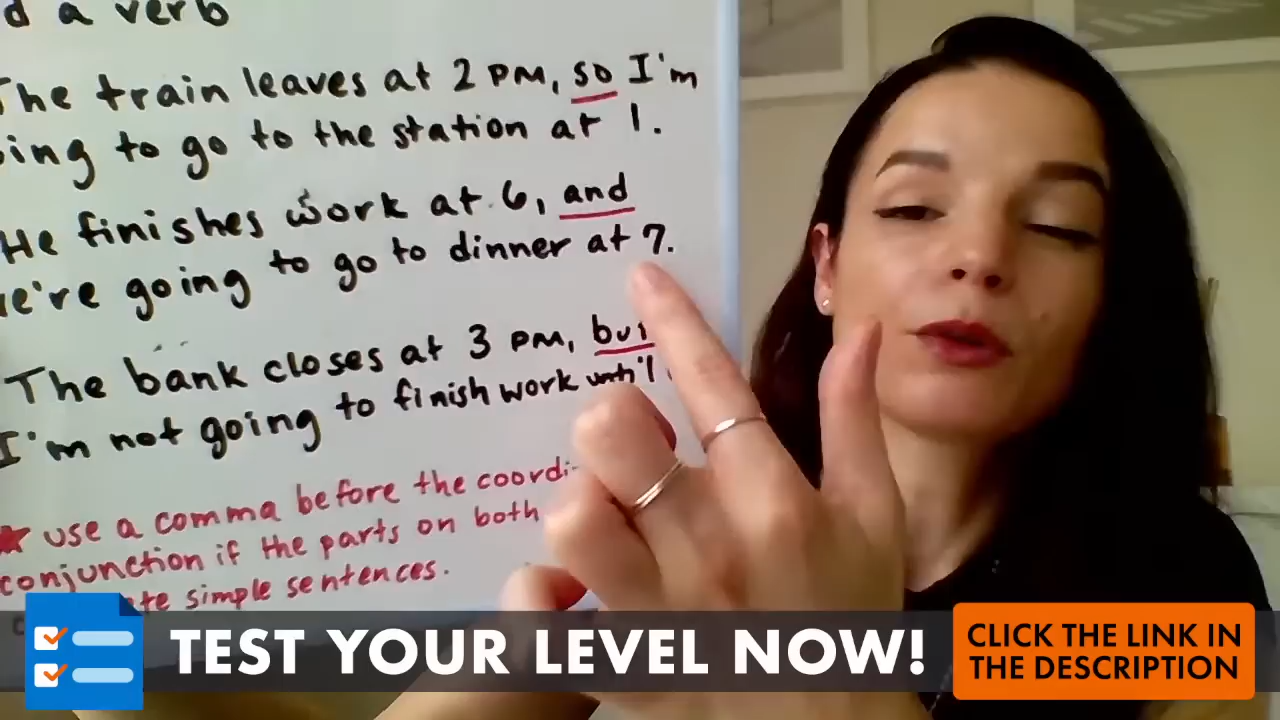 d a verb
The train leaves at 2 PM, so I'm
oing to go to the station at 1.
He finishes work at 6, and
we're going to go to dinner at 7.
The bank closes at 3 PM, but
I'm not going to finish work until
★ use a comma before the coordi-
conjunction if the parts on both
te simple sentences.
TEST YOUR LEVEL NOW!
CLICK THE LINK IN
THE DESCRIPTION